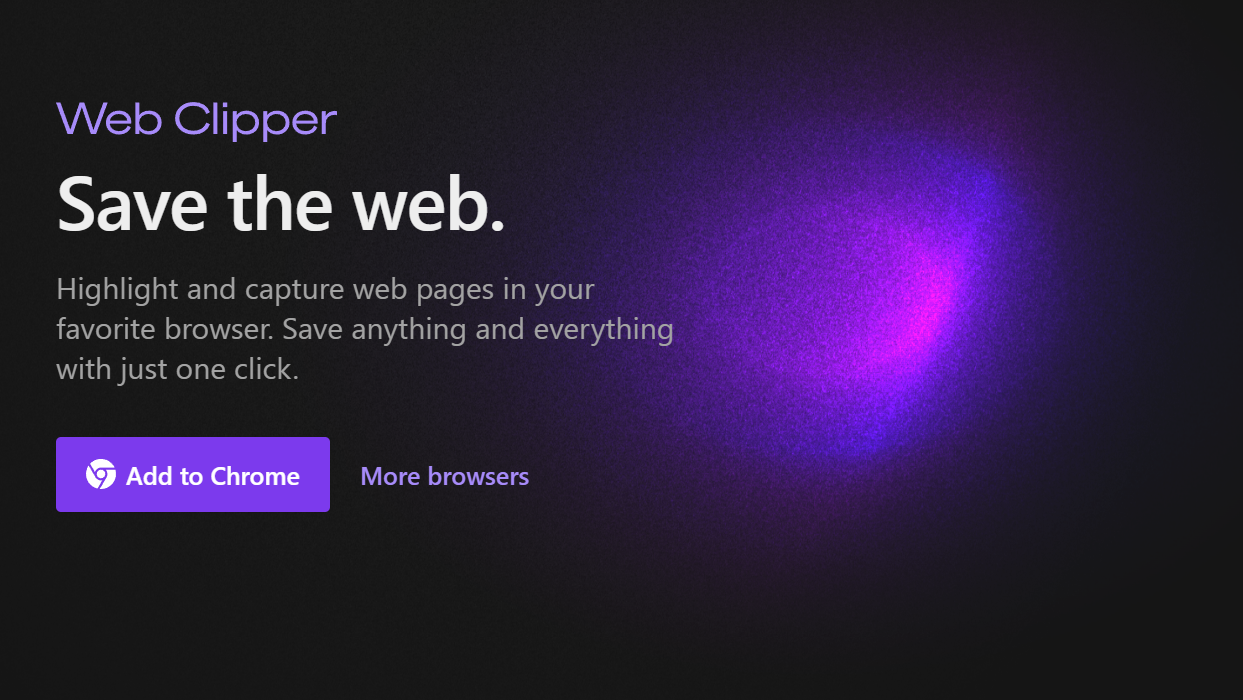 Web Clipper
Save the web.
Highlight and capture web pages in your
favorite browser. Save anything and everything
with just one click.
Add to Chrome
More browsers